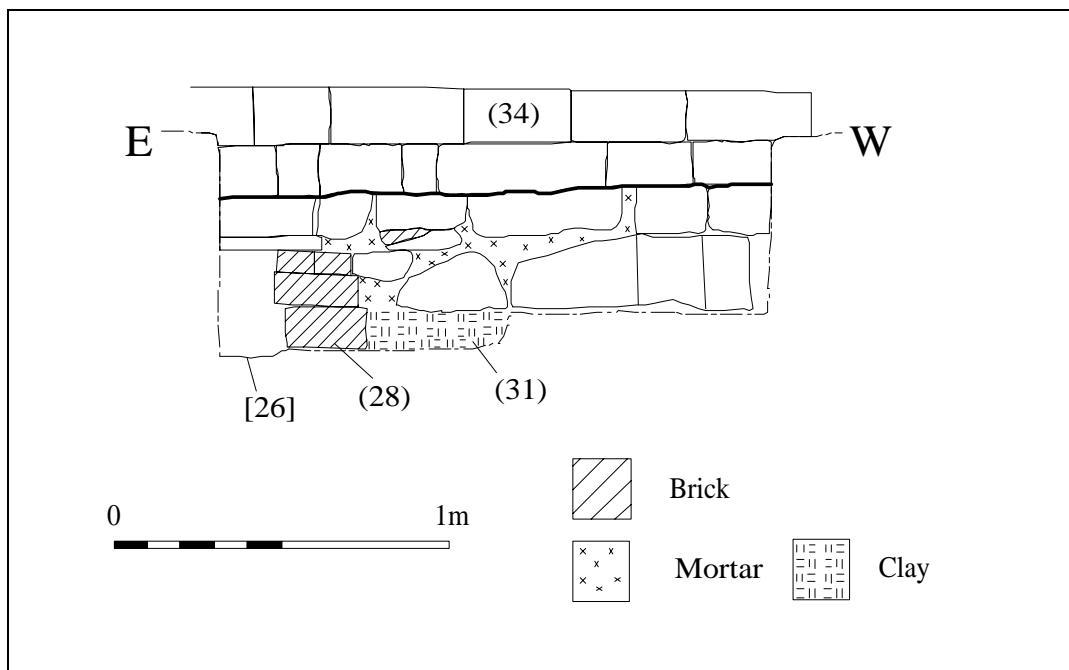 (34)
E
W
[26]
(28)
(31)
0
1m
Brick
Mortar
Clay